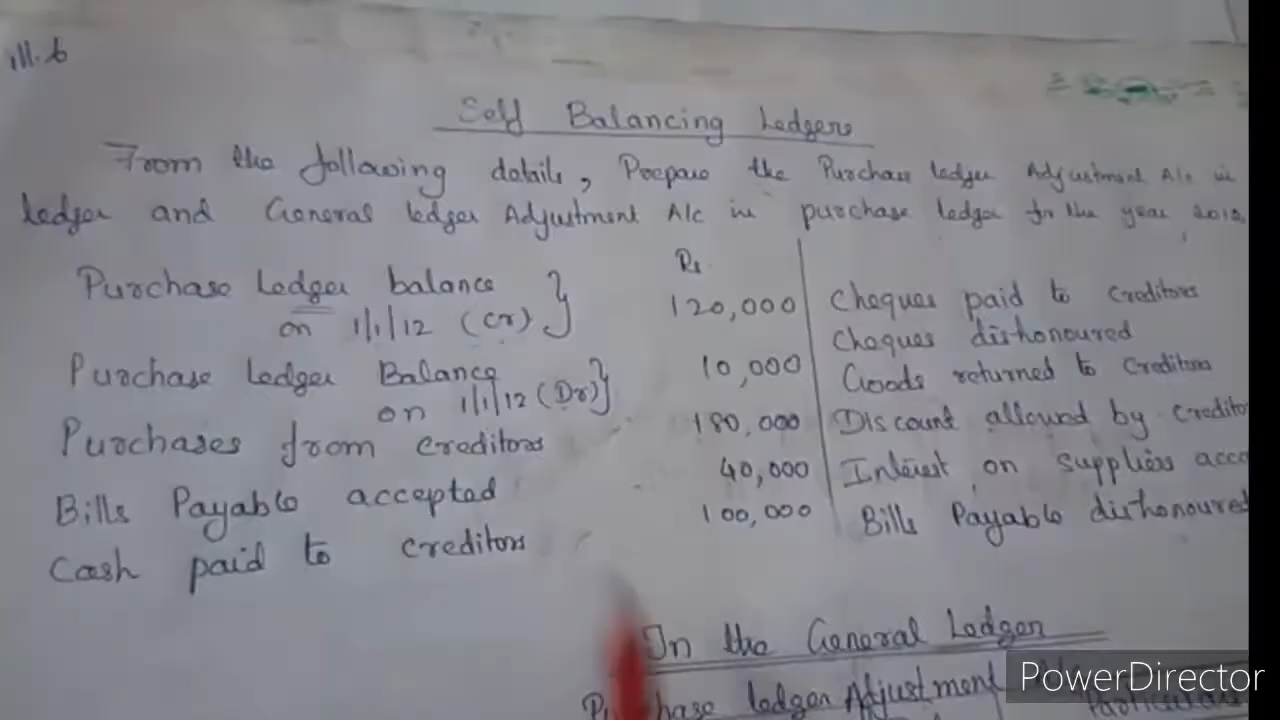 ill.6
Self Balancing Ledgers
From the following details, Prepare the Purchase ledger Adjustment A/c in
ledger and General ledger Adjustment A/c in purchase ledger for the year 2012
Rs.
Purchase Ledger balance
on 1/1/12 (Cr) } 120,000
Purchase Ledger Balance
on 1/1/12 (Dr) } 10,000
Purchases from creditors 180,000
Bills Payable accepted 40,000
Cash paid to creditors 100,000
Cheques paid to creditors
Cheques dishonoured
Goods returned to creditors
Discount allowed by credito
Interest on suppliers acco
Bills Payable dishonoured
In the General Ledger
Purchase ledger Adjustment
Particulars
PowerDirector